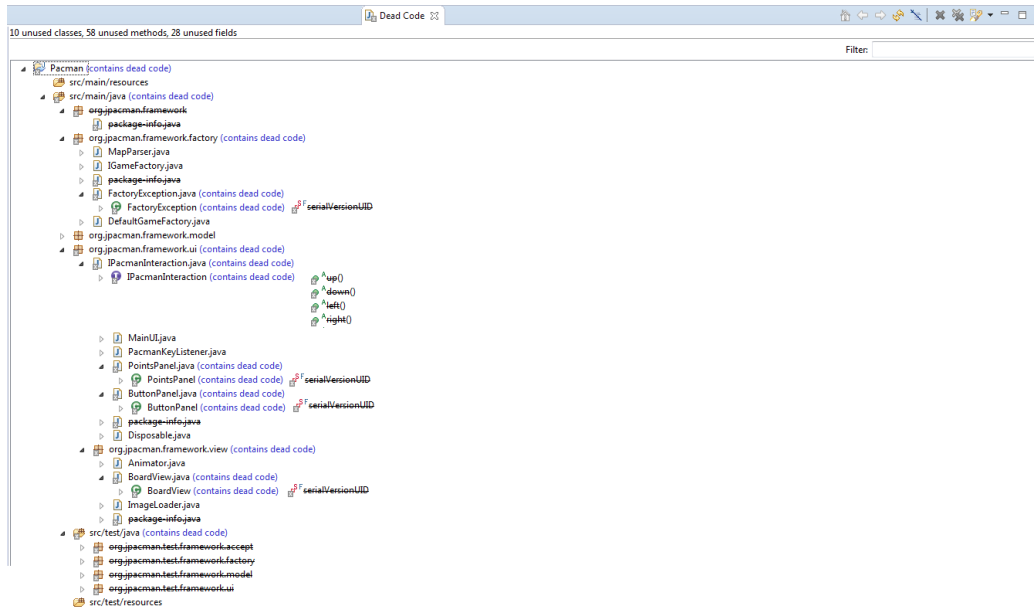 Dead Code
10 unused classes, 58 unused methods, 28 unused fields
Filter:
Pacman (contains dead code)
src/main/resources
src/main/java (contains dead code)
org.jpacman.framework
package-info.java
org.jpacman.framework.factory (contains dead code)
MapParser.java
IGameFactory.java
package-info.java
FactoryException.java (contains dead code)
FactoryException (contains dead code) S F serialVersionUID
DefaultGameFactory.java
org.jpacman.framework.model
org.jpacman.framework.ui (contains dead code)
IPacmanInteraction.java (contains dead code)
IPacmanInteraction (contains dead code) A up()
A down()
A left()
A right()
MainUI.java
PacmanKeyListener.java
PointsPanel.java (contains dead code)
PointsPanel (contains dead code) S F serialVersionUID
ButtonPanel.java (contains dead code)
ButtonPanel (contains dead code) S F serialVersionUID
package-info.java
Disposable.java
org.jpacman.framework.view (contains dead code)
Animator.java
BoardView.java (contains dead code)
BoardView (contains dead code) S F serialVersionUID
ImageLoader.java
package-info.java
src/test/java (contains dead code)
org.jpacman.test.framework.accept
org.jpacman.test.framework.factory
org.jpacman.test.framework.model
org.jpacman.test.framework.ui
src/test/resources